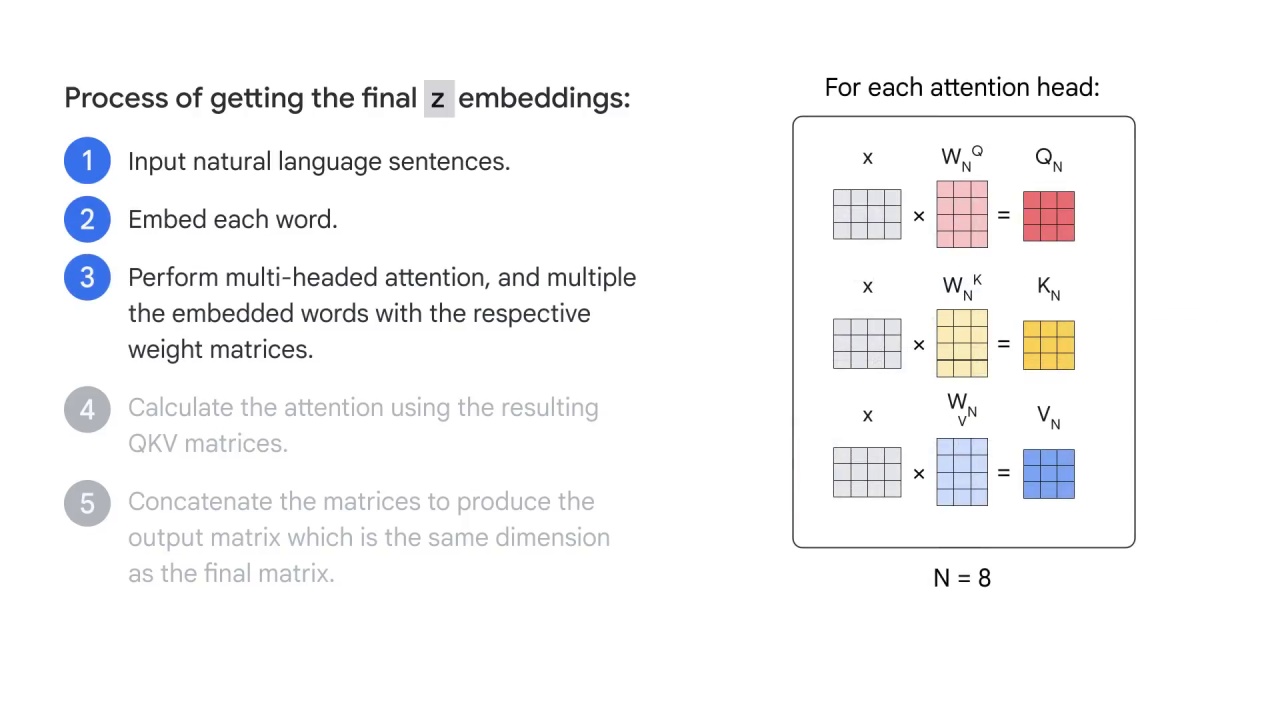 Process of getting the final z embeddings:
1 Input natural language sentences.
2 Embed each word.
3 Perform multi-headed attention, and multiple
the embedded words with the respective
weight matrices.
4 Calculate the attention using the resulting
QKV matrices.
5 Concatenate the matrices to produce the
output matrix which is the same dimension
as the final matrix.
For each attention head:
x W_N^Q Q_N
× =
x W_N^K K_N
× =
x W_V^N V_N
× =
N = 8